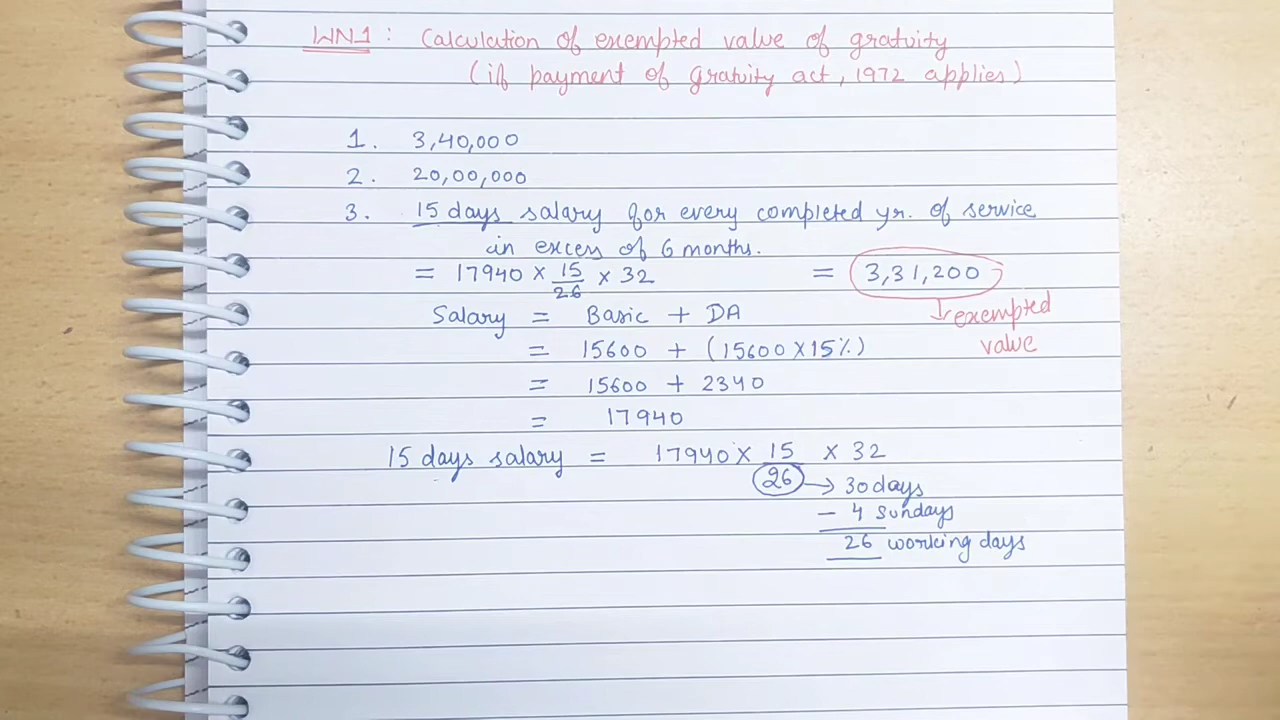 WN1 : Calculation of exempted value of gratuity
(if payment of gratuity act, 1972 applies)
1. 3,40,000
2. 20,00,000
3. 15 days salary for every completed yr. of service
in excess of 6 months.
= 17940 × 15/26 × 32 = 3,31,200
Salary = Basic + DA
↳ exempted value
= 15600 + (15600 × 15%)
= 15600 + 2340
= 17940
15 days salary = 17940 × 15/26 × 32
→ 30 days
- 4 Sundays
26 working days